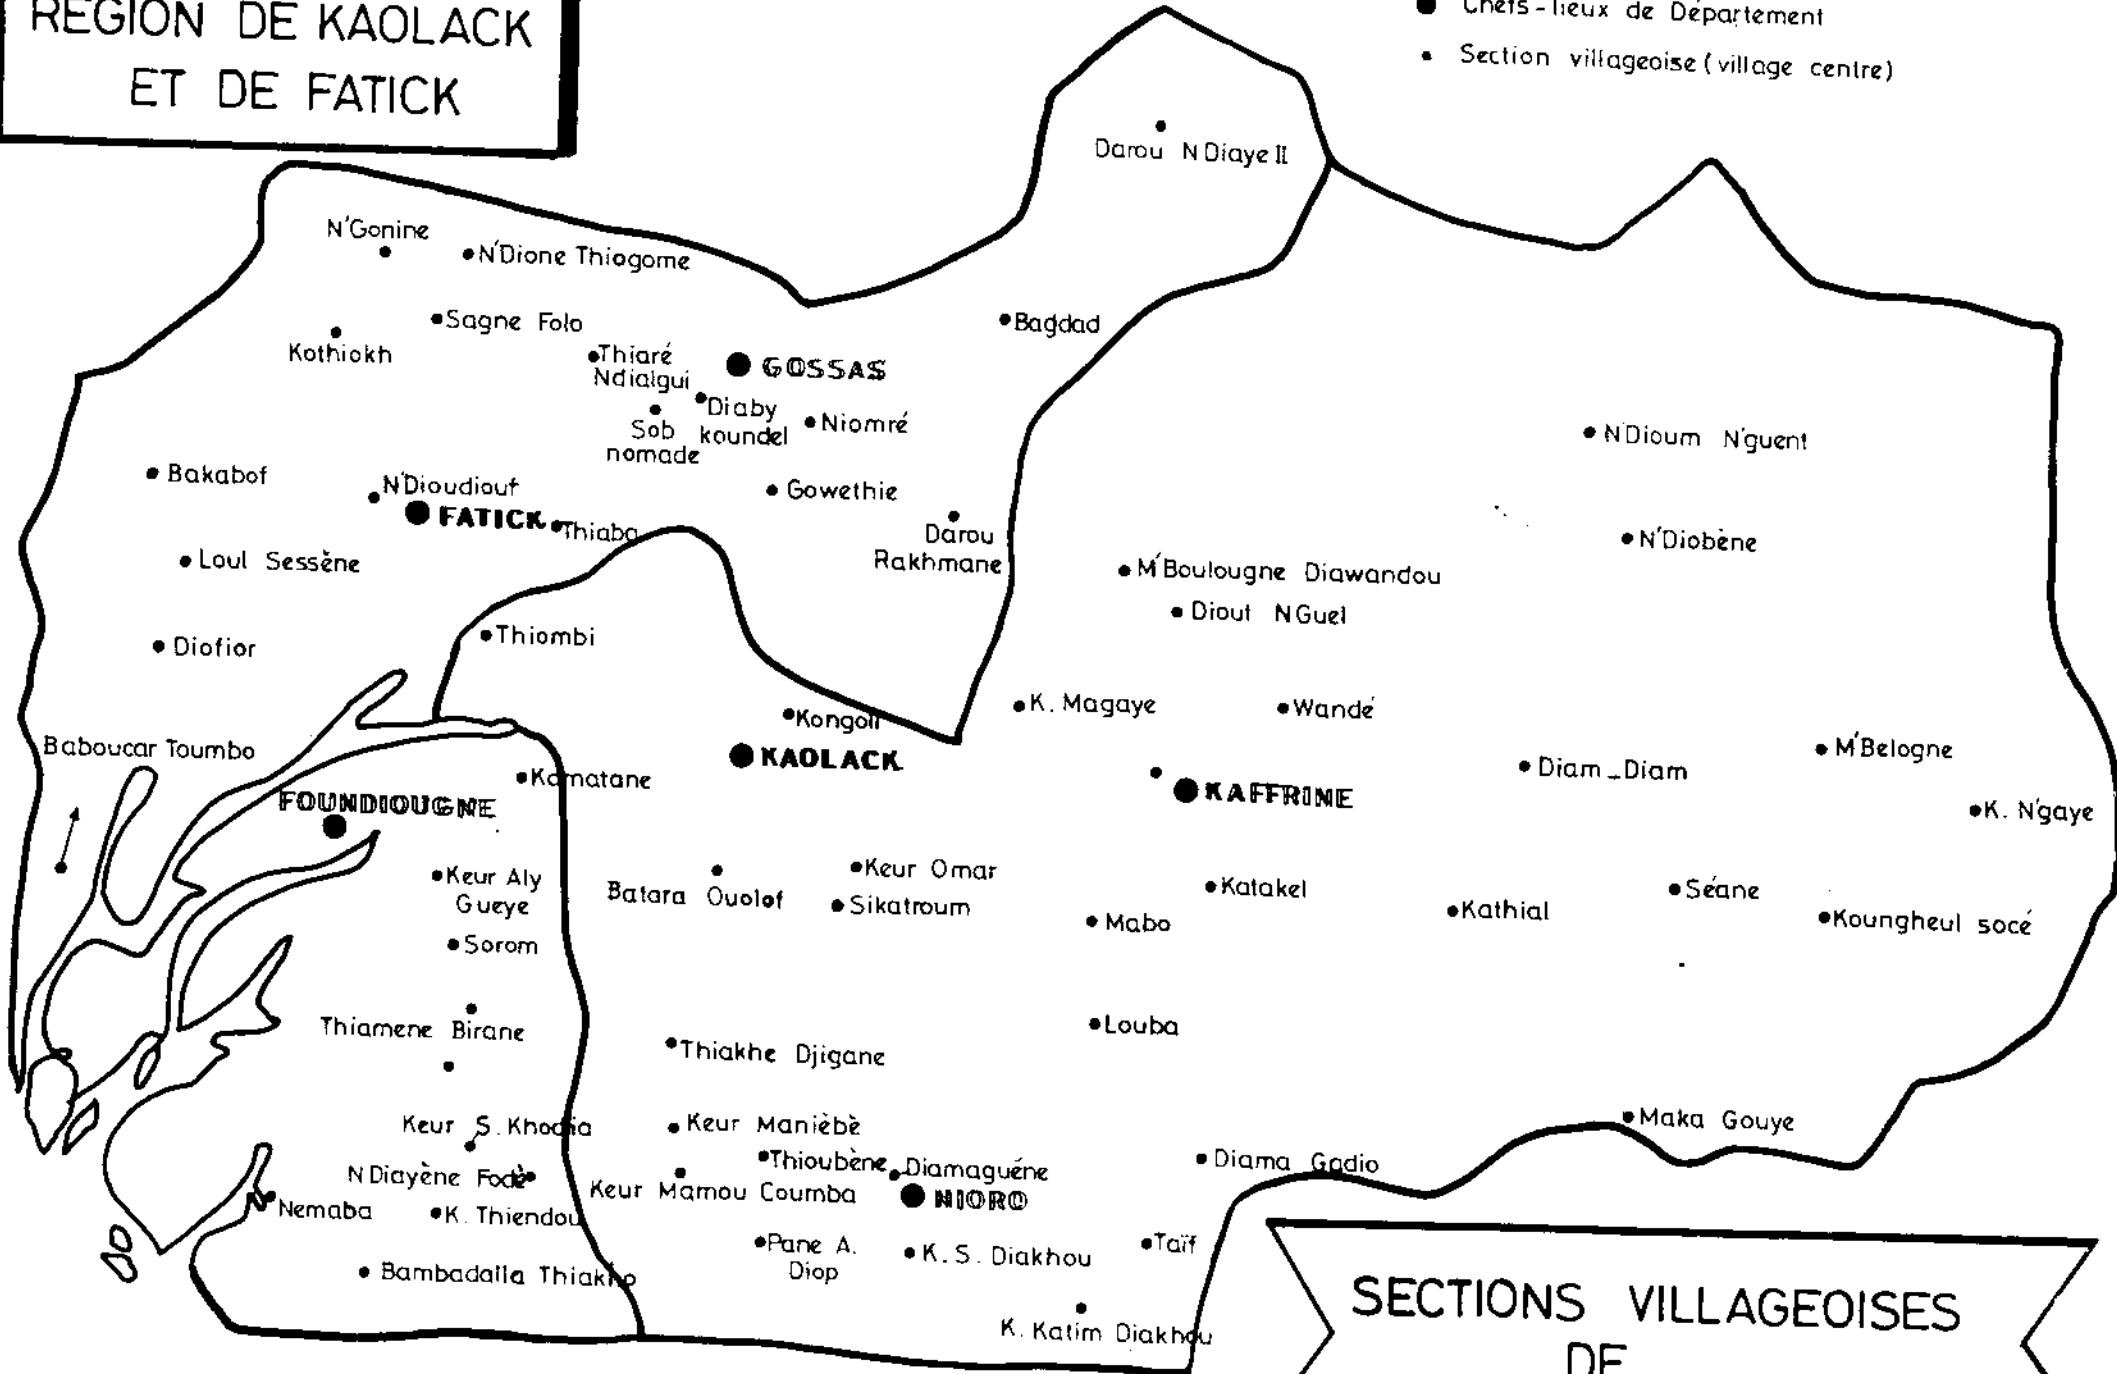 REGION DE KAOLACK
ET DE FATICK
Chefs-lieux de Département
Section villageoise (village centre)
Darou N Diaye II
N'Gonine
N'Dione Thiogome
Sagne Folo
Kothiokh
Bagdad
Thiaré
Ndialgui
GOSSAS
Diaby
koundel
Sob
nomade
Niomré
N'Dioum N'guent
Bakabof
N'Dioudiouf
FATICK
Thiaba
Gowethie
Darou
Rakhmane
N'Diobène
Loul Sessène
M'Boulougne Diawandou
Diout N Guel
Thiombi
Diofior
K. Magaye
Wandé
Kongoli
Baboucar Toumbo
KAOLACK
M'Belogne
Diam_Diam
Kamatane
FOUNDIOUGNE
KAFFRINE
K. N'gaye
Keur Aly
Gueye
Batara Ouolof
Keur Omar
Sikatroum
Katakel
Mabo
Kathial
Séane
Koungheul socé
Sorom
Thiamene Birane
Louba
Thiakhe Djigane
Keur S. Khodia
Keur Manièbè
Maka Gouye
Thioubène
Diamaguéne
Diama Gadio
N Diayène Fodè
Keur Mamou Coumba
NIORO
Nemaba
K. Thiendou
Pane A.
Diop
K. S. Diakhou
Taïf
Bambadalla Thiakho
K. Katim Diakhou
SECTIONS VILLAGEOISES
DE